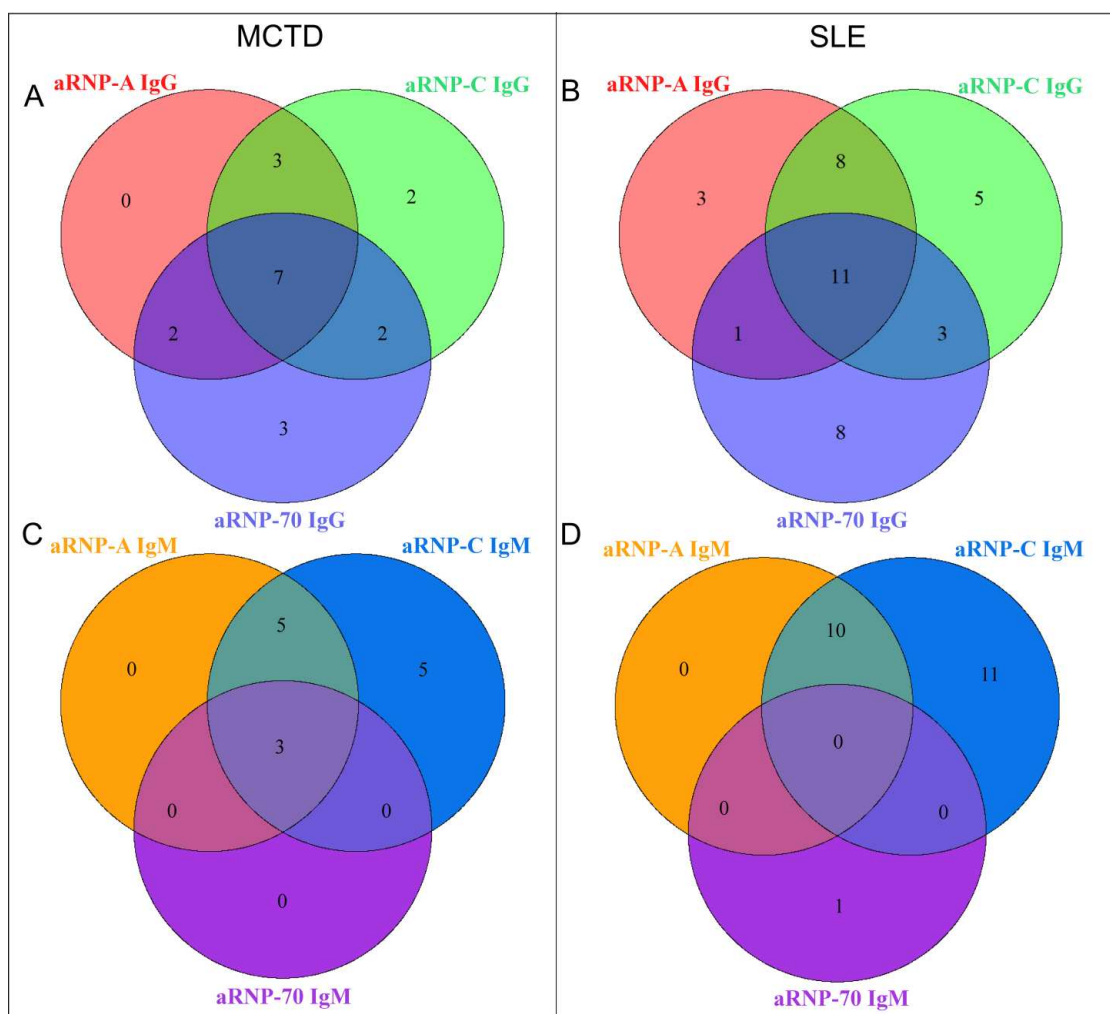 MCTD
SLE
A
aRNP-A IgG
aRNP-C IgG
3
0
2
7
2
2
3
aRNP-70 IgG
B
aRNP-A IgG
aRNP-C IgG
8
3
5
11
1
3
8
aRNP-70 IgG
C
aRNP-A IgM
aRNP-C IgM
5
0
5
3
0
0
0
aRNP-70 IgM
D
aRNP-A IgM
aRNP-C IgM
10
0
11
0
0
0
1
aRNP-70 IgM